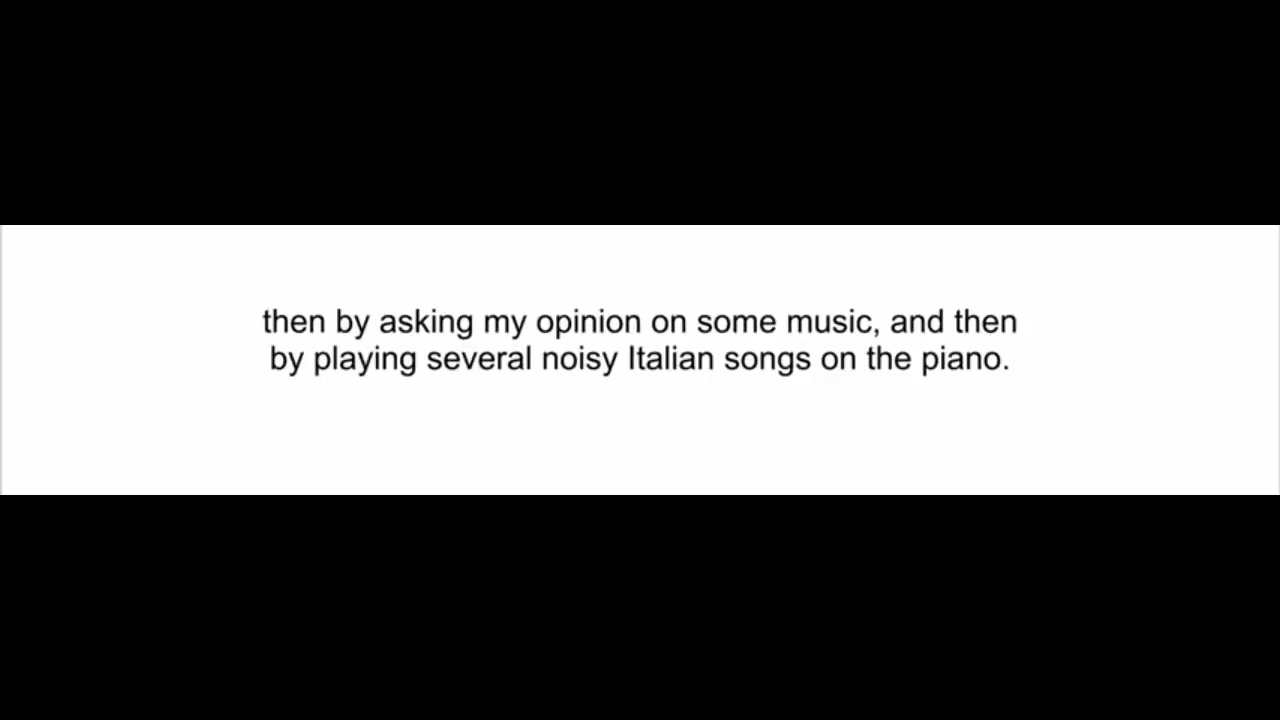 then by asking my opinion on some music, and then
by playing several noisy Italian songs on the piano.